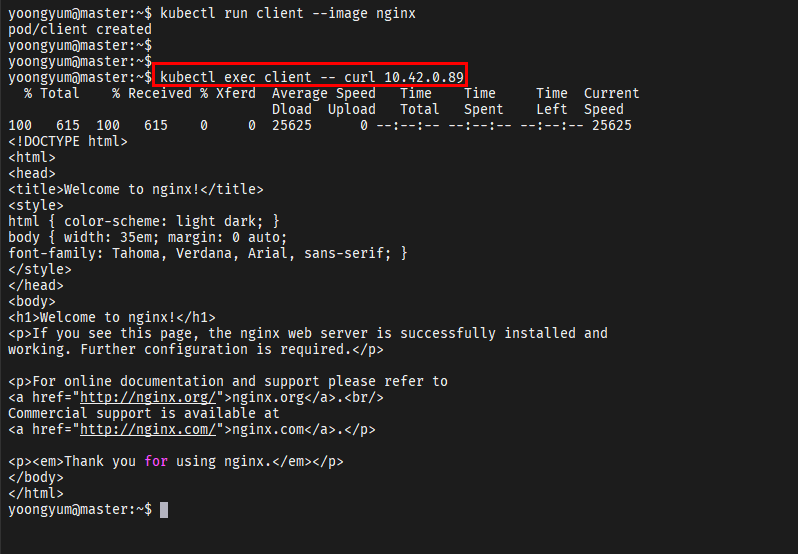 yoongyum@master:~$ kubectl run client --image nginx
pod/client created
yoongyum@master:~$
yoongyum@master:~$
yoongyum@master:~$ kubectl exec client -- curl 10.42.0.89
  % Total    % Received % Xferd  Average Speed   Time    Time     Time  Current
                                 Dload  Upload   Total   Spent    Left  Speed
100   615  100   615    0     0  25625      0 --:--:-- --:--:-- --:--:-- 25625
<!DOCTYPE html>
<html>
<head>
<title>Welcome to nginx!</title>
<style>
html { color-scheme: light dark; }
body { width: 35em; margin: 0 auto;
font-family: Tahoma, Verdana, Arial, sans-serif; }
</style>
</head>
<body>
<h1>Welcome to nginx!</h1>
<p>If you see this page, the nginx web server is successfully installed and
working. Further configuration is required.</p>

<p>For online documentation and support please refer to
<a href="http://nginx.org/">nginx.org</a>.<br/>
Commercial support is available at
<a href="http://nginx.com/">nginx.com</a>.</p>

<p><em>Thank you for using nginx.</em></p>
</body>
</html>
yoongyum@master:~$